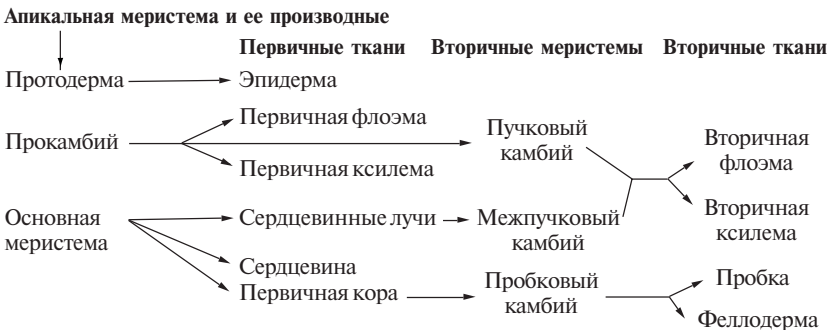 Апикальная меристема и ее производные
Первичные ткани Вторичные меристемы Вторичные ткани
Протодерма Эпидерма
Первичная флоэма
Прокамбий
Пучковый
камбий
Вторичная
флоэма
Первичная ксилема
Основная
меристема
Сердцевинные лучи
Межпучковый
камбий
Вторичная
ксилема
Сердцевина
Первичная кора
Пробковый
камбий
Пробка
Феллодерма